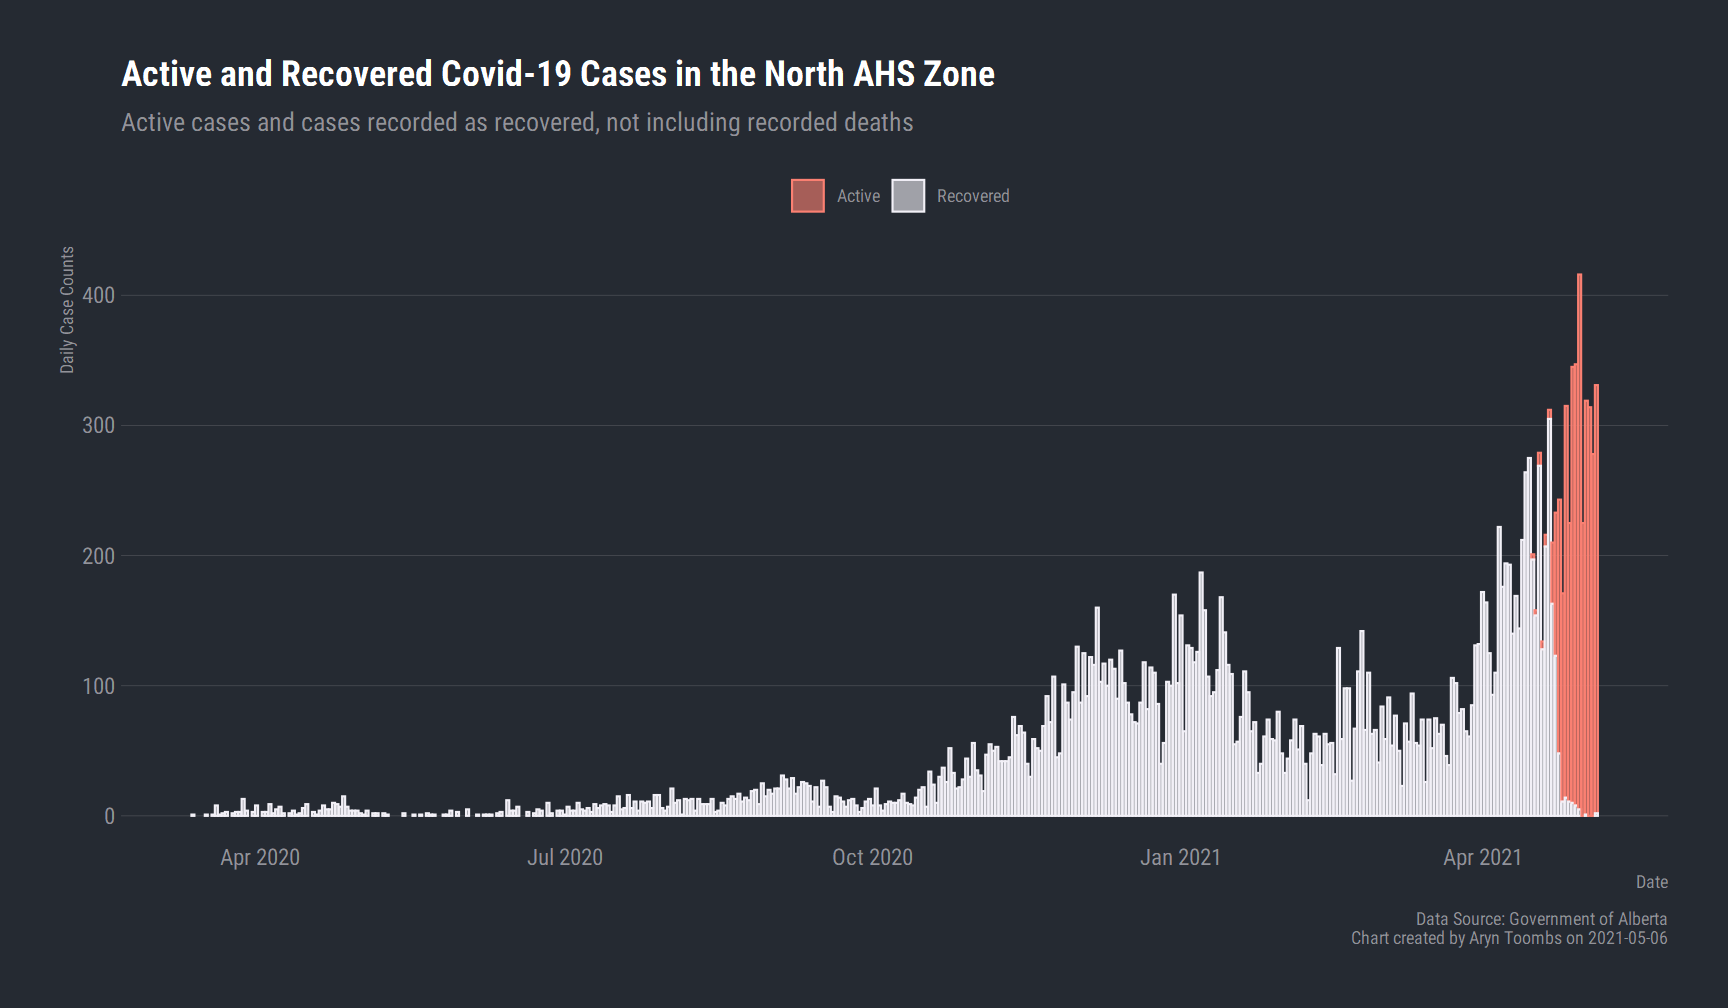 Active and Recovered Covid-19 Cases in the North AHS Zone
Active cases and cases recorded as recovered, not including recorded deaths
Active
Recovered
Daily Case Counts
400
300
200
100
0
Apr 2020
Jul 2020
Oct 2020
Jan 2021
Apr 2021
Date
Data Source: Government of Alberta
Chart created by Aryn Toombs on 2021-05-06